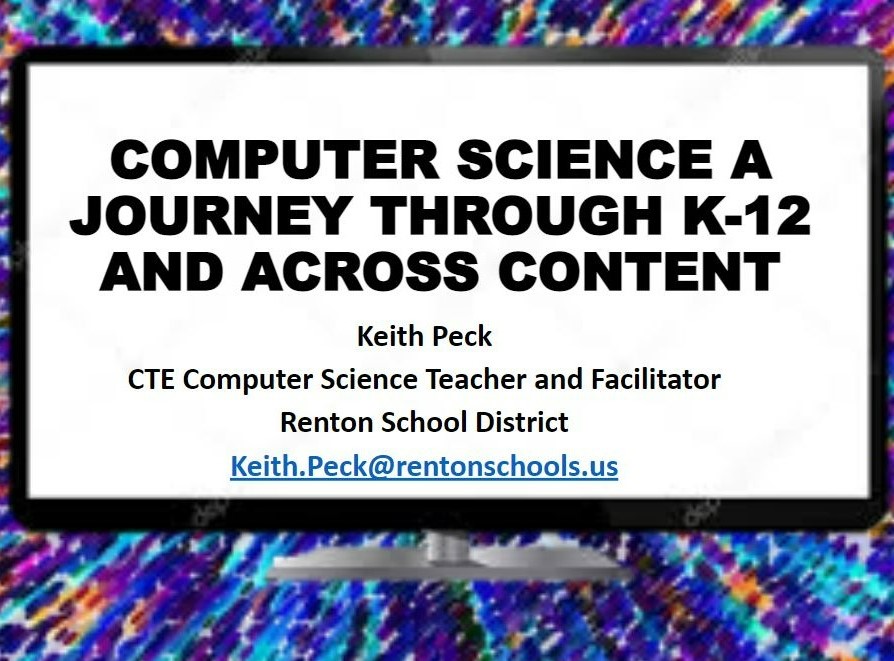 COMPUTER SCIENCE A
JOURNEY THROUGH K-12
AND ACROSS CONTENT
Keith Peck
CTE Computer Science Teacher and Facilitator
Renton School District
Keith.Peck@rentonschools.us